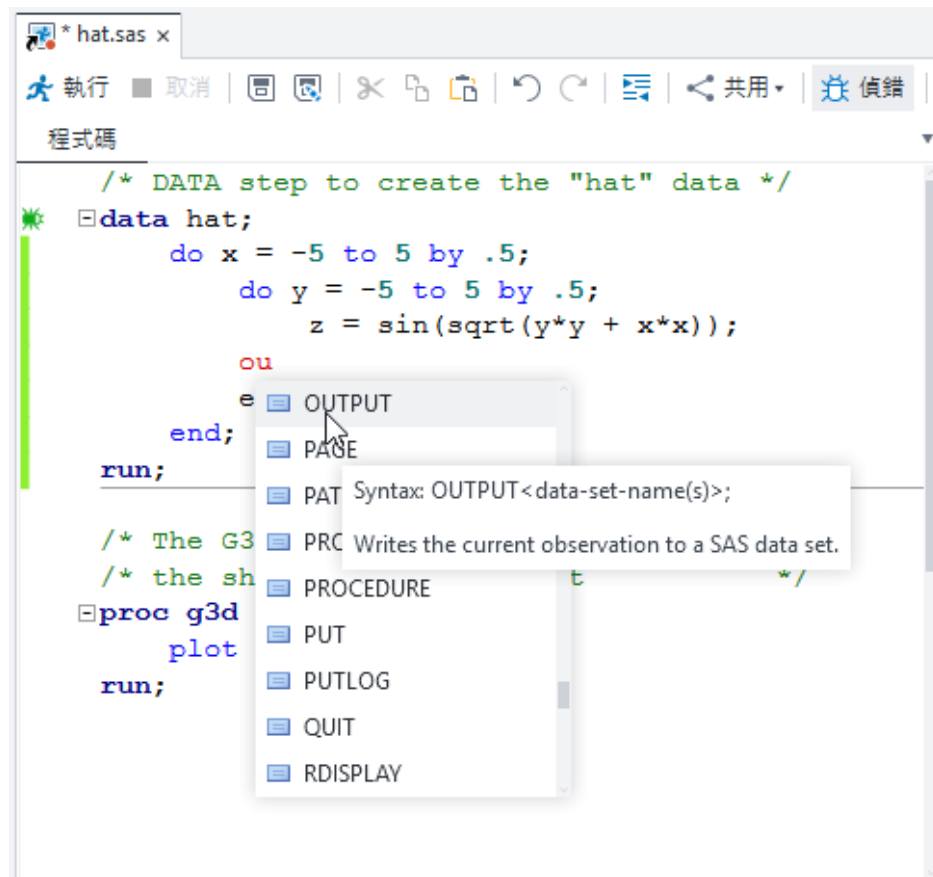 * hat.sas ×
執行 取消 共用 偵錯
程式碼
/* DATA step to create the "hat" data */
data hat;
do x = -5 to 5 by .5;
do y = -5 to 5 by .5;
z = sin(sqrt(y*y + x*x));
ou
e
end;
run;
/* The G3
/* the sh t */
proc g3d
plot
run;
OUTPUT
PAGE
PAT
PRO
PROCEDURE
PUT
PUTLOG
QUIT
RDISPLAY
Syntax: OUTPUT<data-set-name(s)>;
Writes the current observation to a SAS data set.